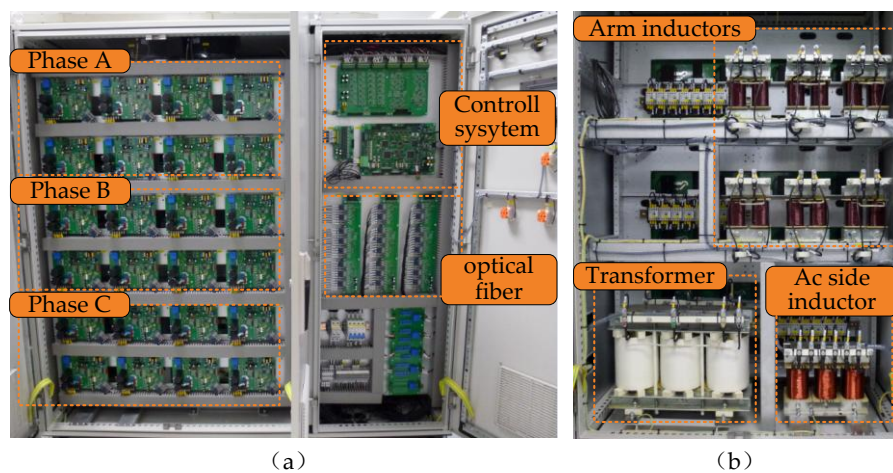 Phase A
Phase B
Phase C
Controll
sysytem
optical
fiber
(a)
Arm inductors
Transformer
Ac side
inductor
(b)